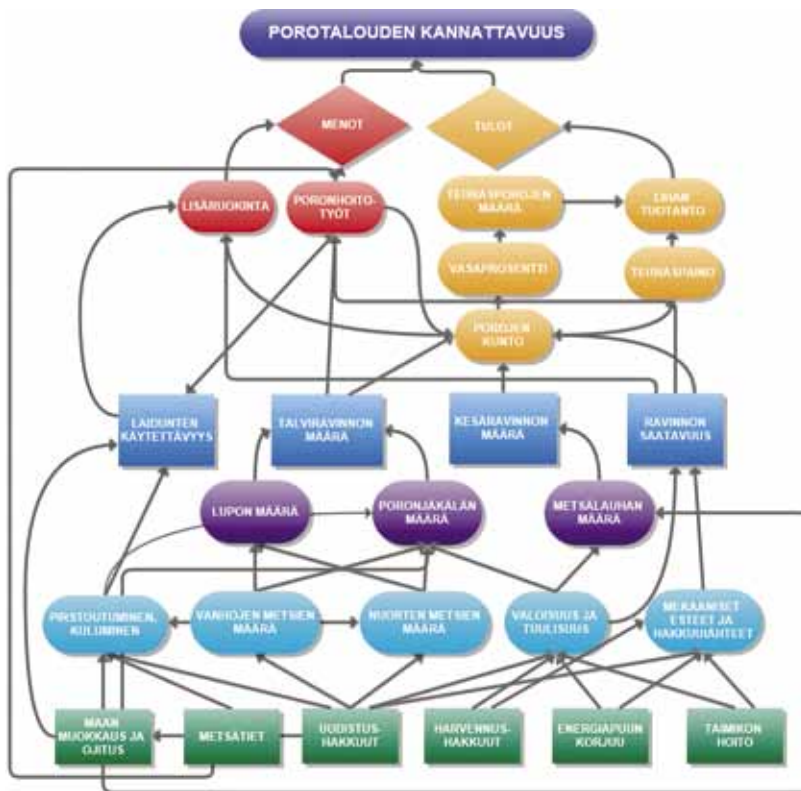 POROTALOUDEN KANNATTAVUUS
MENOT
TULOT
LISÄRUOKINTA
PORONHOITO-
TYÖT
TEURASPOROJEN
MÄÄRÄ
LIHAN
TUOTANTO
VASAPROSENTTI
TEURASPAINO
POROJEN
KUNTO
LAIDUNTEN
KÄYTETTÄVYYS
TALVIRAVINNON
MÄÄRÄ
KESÄRAVINNON
MÄÄRÄ
RAVINNON
SAATAVUUS
LUPON MÄÄRÄ
PORONJÄKÄLÄN
MÄÄRÄ
METSÄLAUHAN
MÄÄRÄ
PIRSTOUTUMINEN,
KULUMINEN
VANHOJEN METSIEN
MÄÄRÄ
NUORTEN METSIEN
MÄÄRÄ
VALOISUUS JA
TUULISUUS
MEKAANISET
ESTEET JA
HAKKUUTÄHTEET
MAAN
MUOKKAUS JA
OJITUS
METSÄTIET
UUDISTUS-
HAKKUUT
HARVENNUS-
HAKKUUT
ENERGIAPUUN
KORJUU
TAIMIKON
HOITO